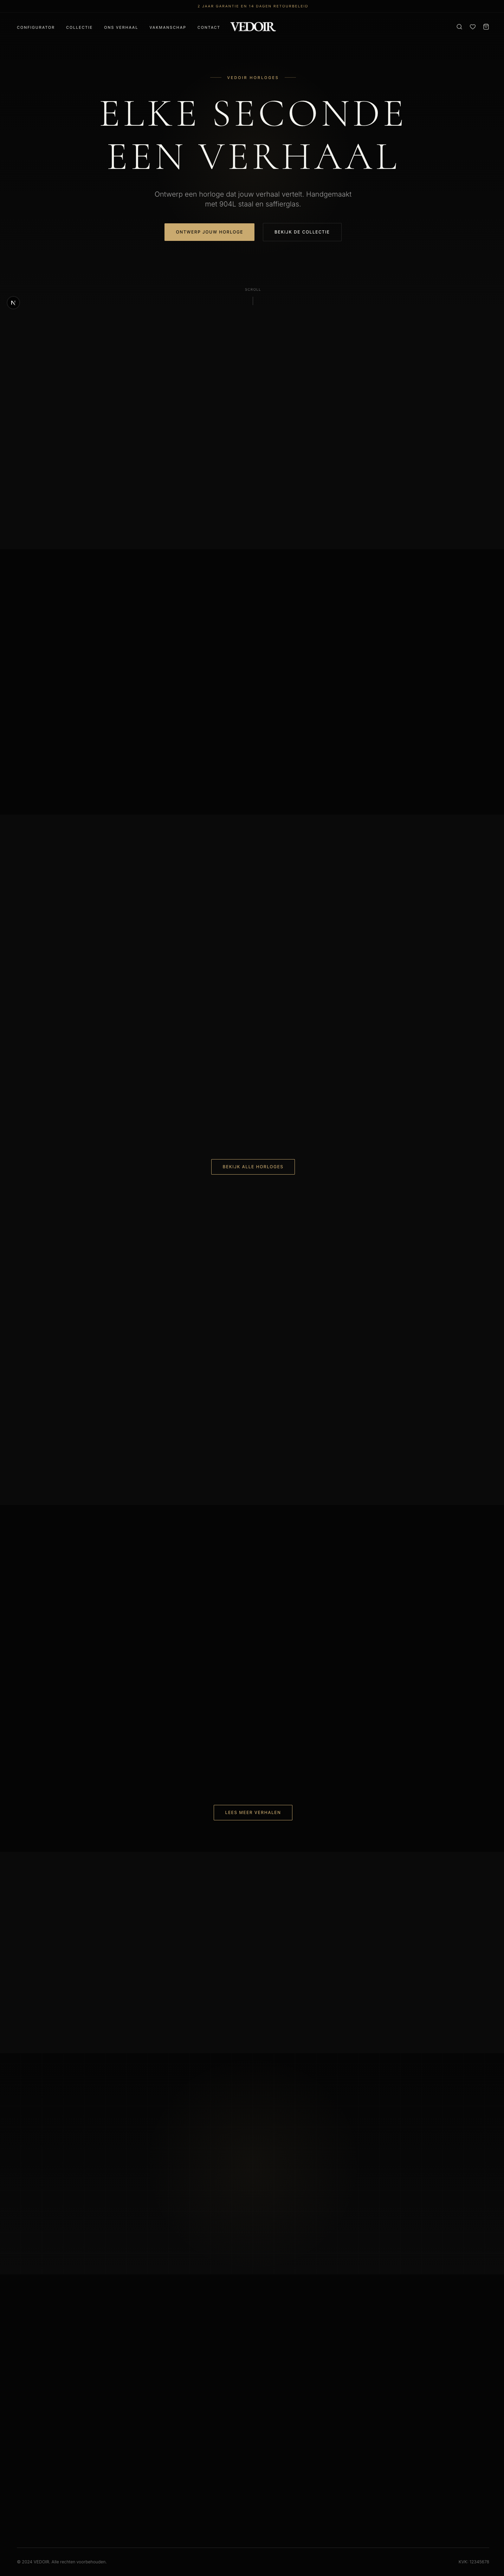 2 JAAR GARANTIE EN 14 DAGEN RETOURBELEID
CONFIGURATOR COLLECTIE ONS VERHAAL VAKMANSCHAP CONTACT VEDOIR
VEDOIR HORLOGES
ELKE SECONDE
EEN VERHAAL
Ontwerp een horloge dat jouw verhaal vertelt. Handgemaakt
met 904L staal en saffierglas.
ONTWERP JOUW HORLOGE BEKIJK DE COLLECTIE
SCROLL
N
BEKIJK ALLE HORLOGES
LEES MEER VERHALEN
© 2024 VEDOIR. Alle rechten voorbehouden. KVK: 12345678